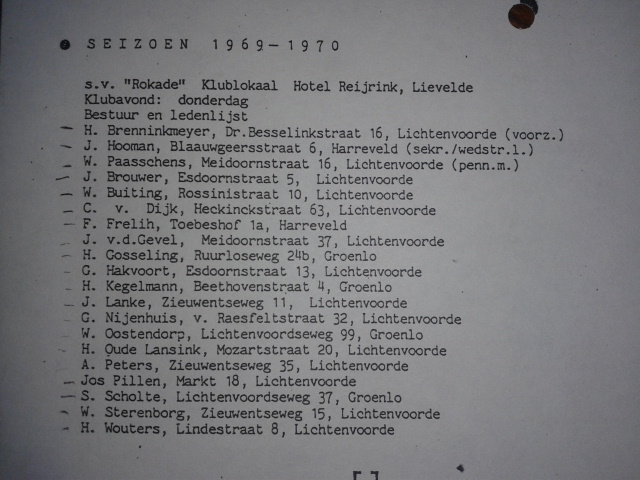 SEIZOEN 1969-1970
s.v. "Rokade" Klublokaal Hotel Reijrink, Lievelde
Klubavond: donderdag
Bestuur en ledenlijst
H. Brenninkmeyer, Dr.Besselinkstraat 16, Lichtenvoorde (voorz.)
J. Hooman, Blaauwgeersstraat 6, Harreveld (sekr./wedstr.l.)
W. Paasschens, Meidoornstraat 16, Lichtenvoorde (penn.m.)
J. Brouwer, Esdoornstraat 5, Lichtenvoorde
W. Buiting, Rossinistraat 10, Lichtenvoorde
C. v. Dijk, Heckinckstraat 63, Lichtenvoorde
F. Frelih, Toebeshof 1a, Harreveld
J. v.d.Gevel, Meidoornstraat 37, Lichtenvoorde
H. Gosseling, Ruurloseweg 24b, Groenlo
G. Hakvoort, Esdoornstraat 13, Lichtenvoorde
H. Kegelmann, Beethovenstraat 4, Groenlo
J. Lanke, Zieuwentseweg 11, Lichtenvoorde
G. Nijenhuis, v. Raesfeltstraat 32, Lichtenvoorde
W. Oostendorp, Lichtenvoordseweg 99, Groenlo
H. Oude Lansink, Mozartstraat 20, Lichtenvoorde
A. Peters, Zieuwentseweg 35, Lichtenvoorde
Jos Pillen, Markt 18, Lichtenvoorde
S. Scholte, Lichtenvoordseweg 37, Groenlo
W. Sterenborg, Zieuwentseweg 15, Lichtenvoorde
H. Wouters, Lindestraat 8, Lichtenvoorde